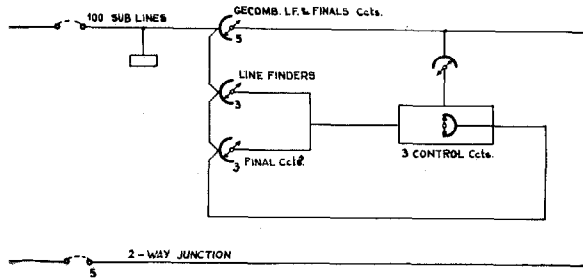 100 SUB LINES
GECOMB. L.F. & FINALS Ccts.
5
LINE FINDERS
3
FINAL Ccts.
3
3 CONTROL Ccts.
2-WAY JUNCTION
5